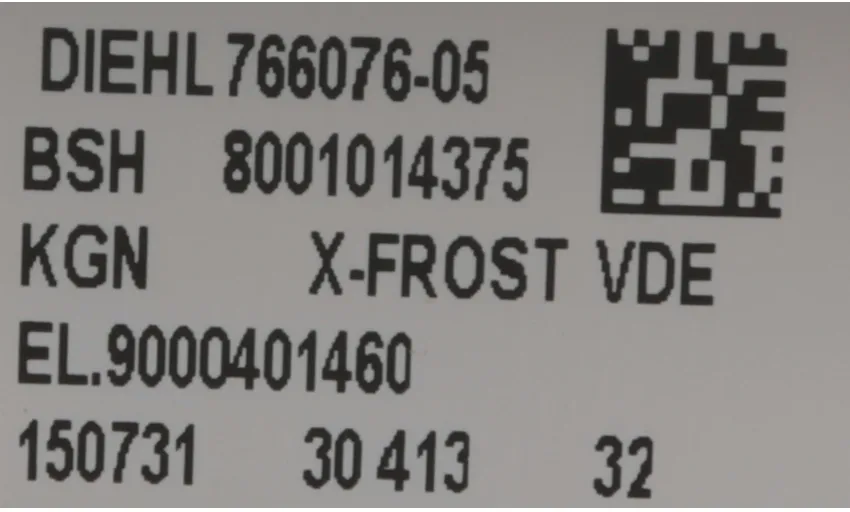 DIEHL 766076-05
BSH 8001014375
KGN X-FROST VDE
EL.9000401460
150731 30 413 32